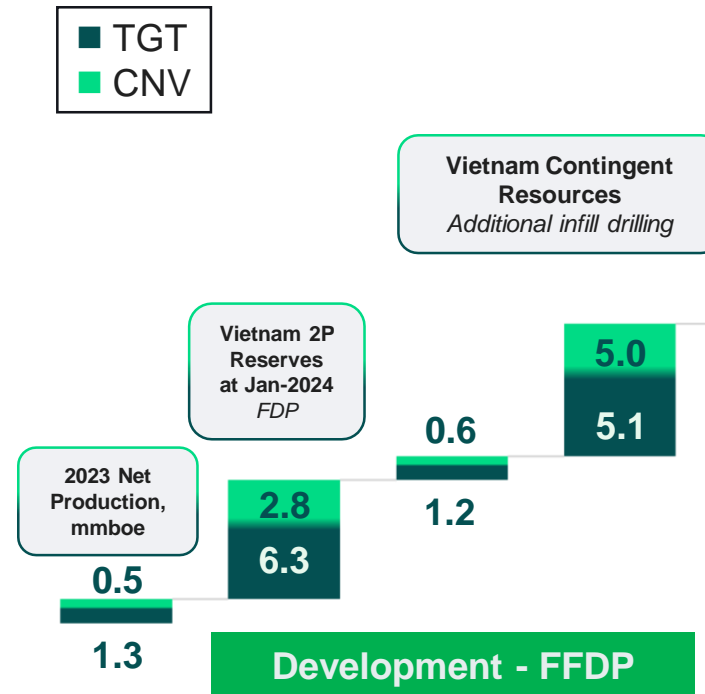 TGT
CNV
Vietnam Contingent
Resources
Additional infill drilling
Vietnam 2P
Reserves
at Jan-2024
FDP
2023 Net
Production,
mmboe
0.5
1.3
2.8
6.3
0.6
1.2
5.0
5.1
Development - FFDP